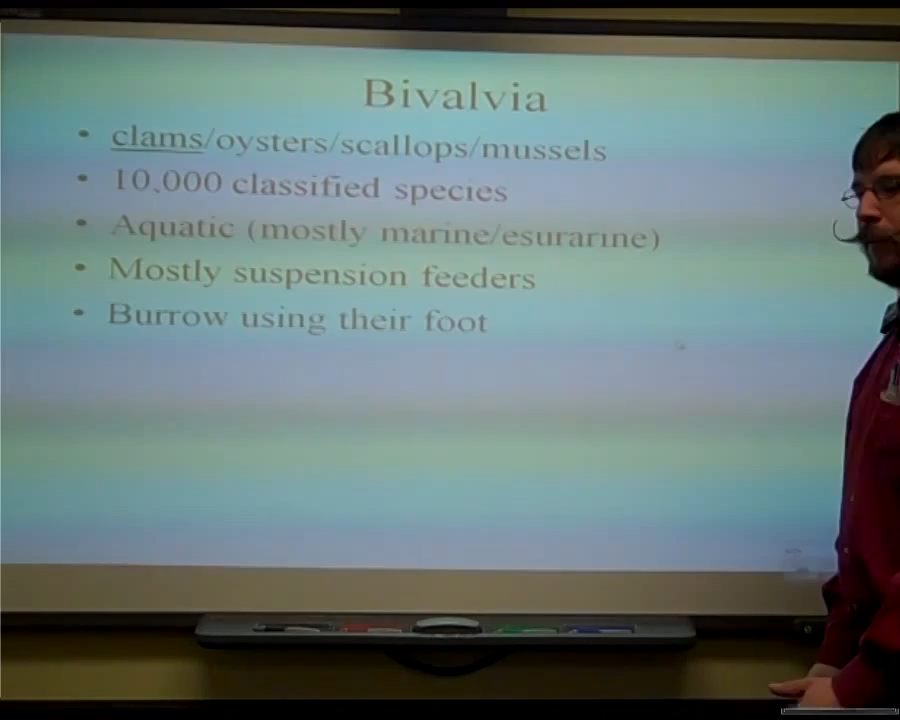 Bivalvia
• clams/oysters/scallops/mussels
• 10,000 classified species
• Aquatic (mostly marine/esurarine)
• Mostly suspension feeders
• Burrow using their foot